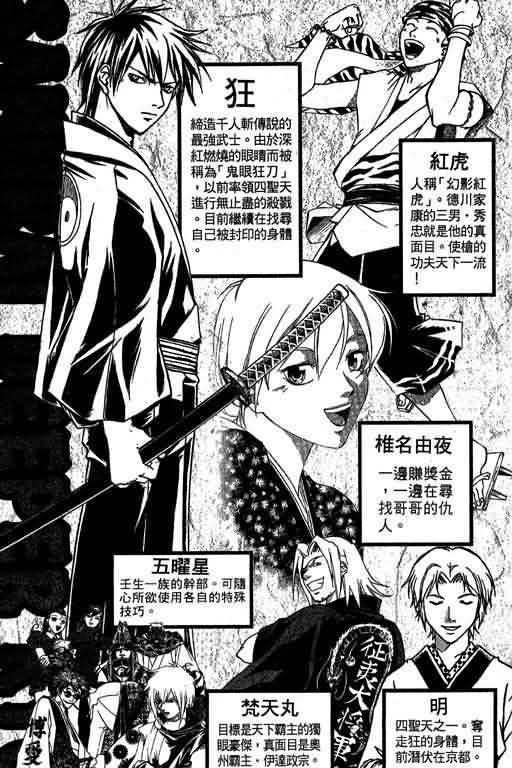 狂
締造千人斬傳說的
最強武士。由於深
紅燃燒的眼睛而被
稱為「鬼眼狂刀」
，以前率領四聖天
進行無止盡的殺戮
。目前繼續在找尋
自己被封印的身體
紅虎
人稱「幻影紅
虎」。德川家
康的三男．秀
忠就是他的真
面目。使槍的
功夫天下一流
！
椎名由夜
一邊賺獎金
，一邊在尋
找哥哥的仇
人。
五曜星
壬生一族的幹部。可隨
心所欲使用各自的特殊
技巧。
征夷大將軍
梵天丸
目標是天下霸主的獨
眼豪傑，真面目是奧
州霸主．伊達政宗。
明
四聖天之一。奪
走狂的身體，目
前潛伏在京都。
博愛